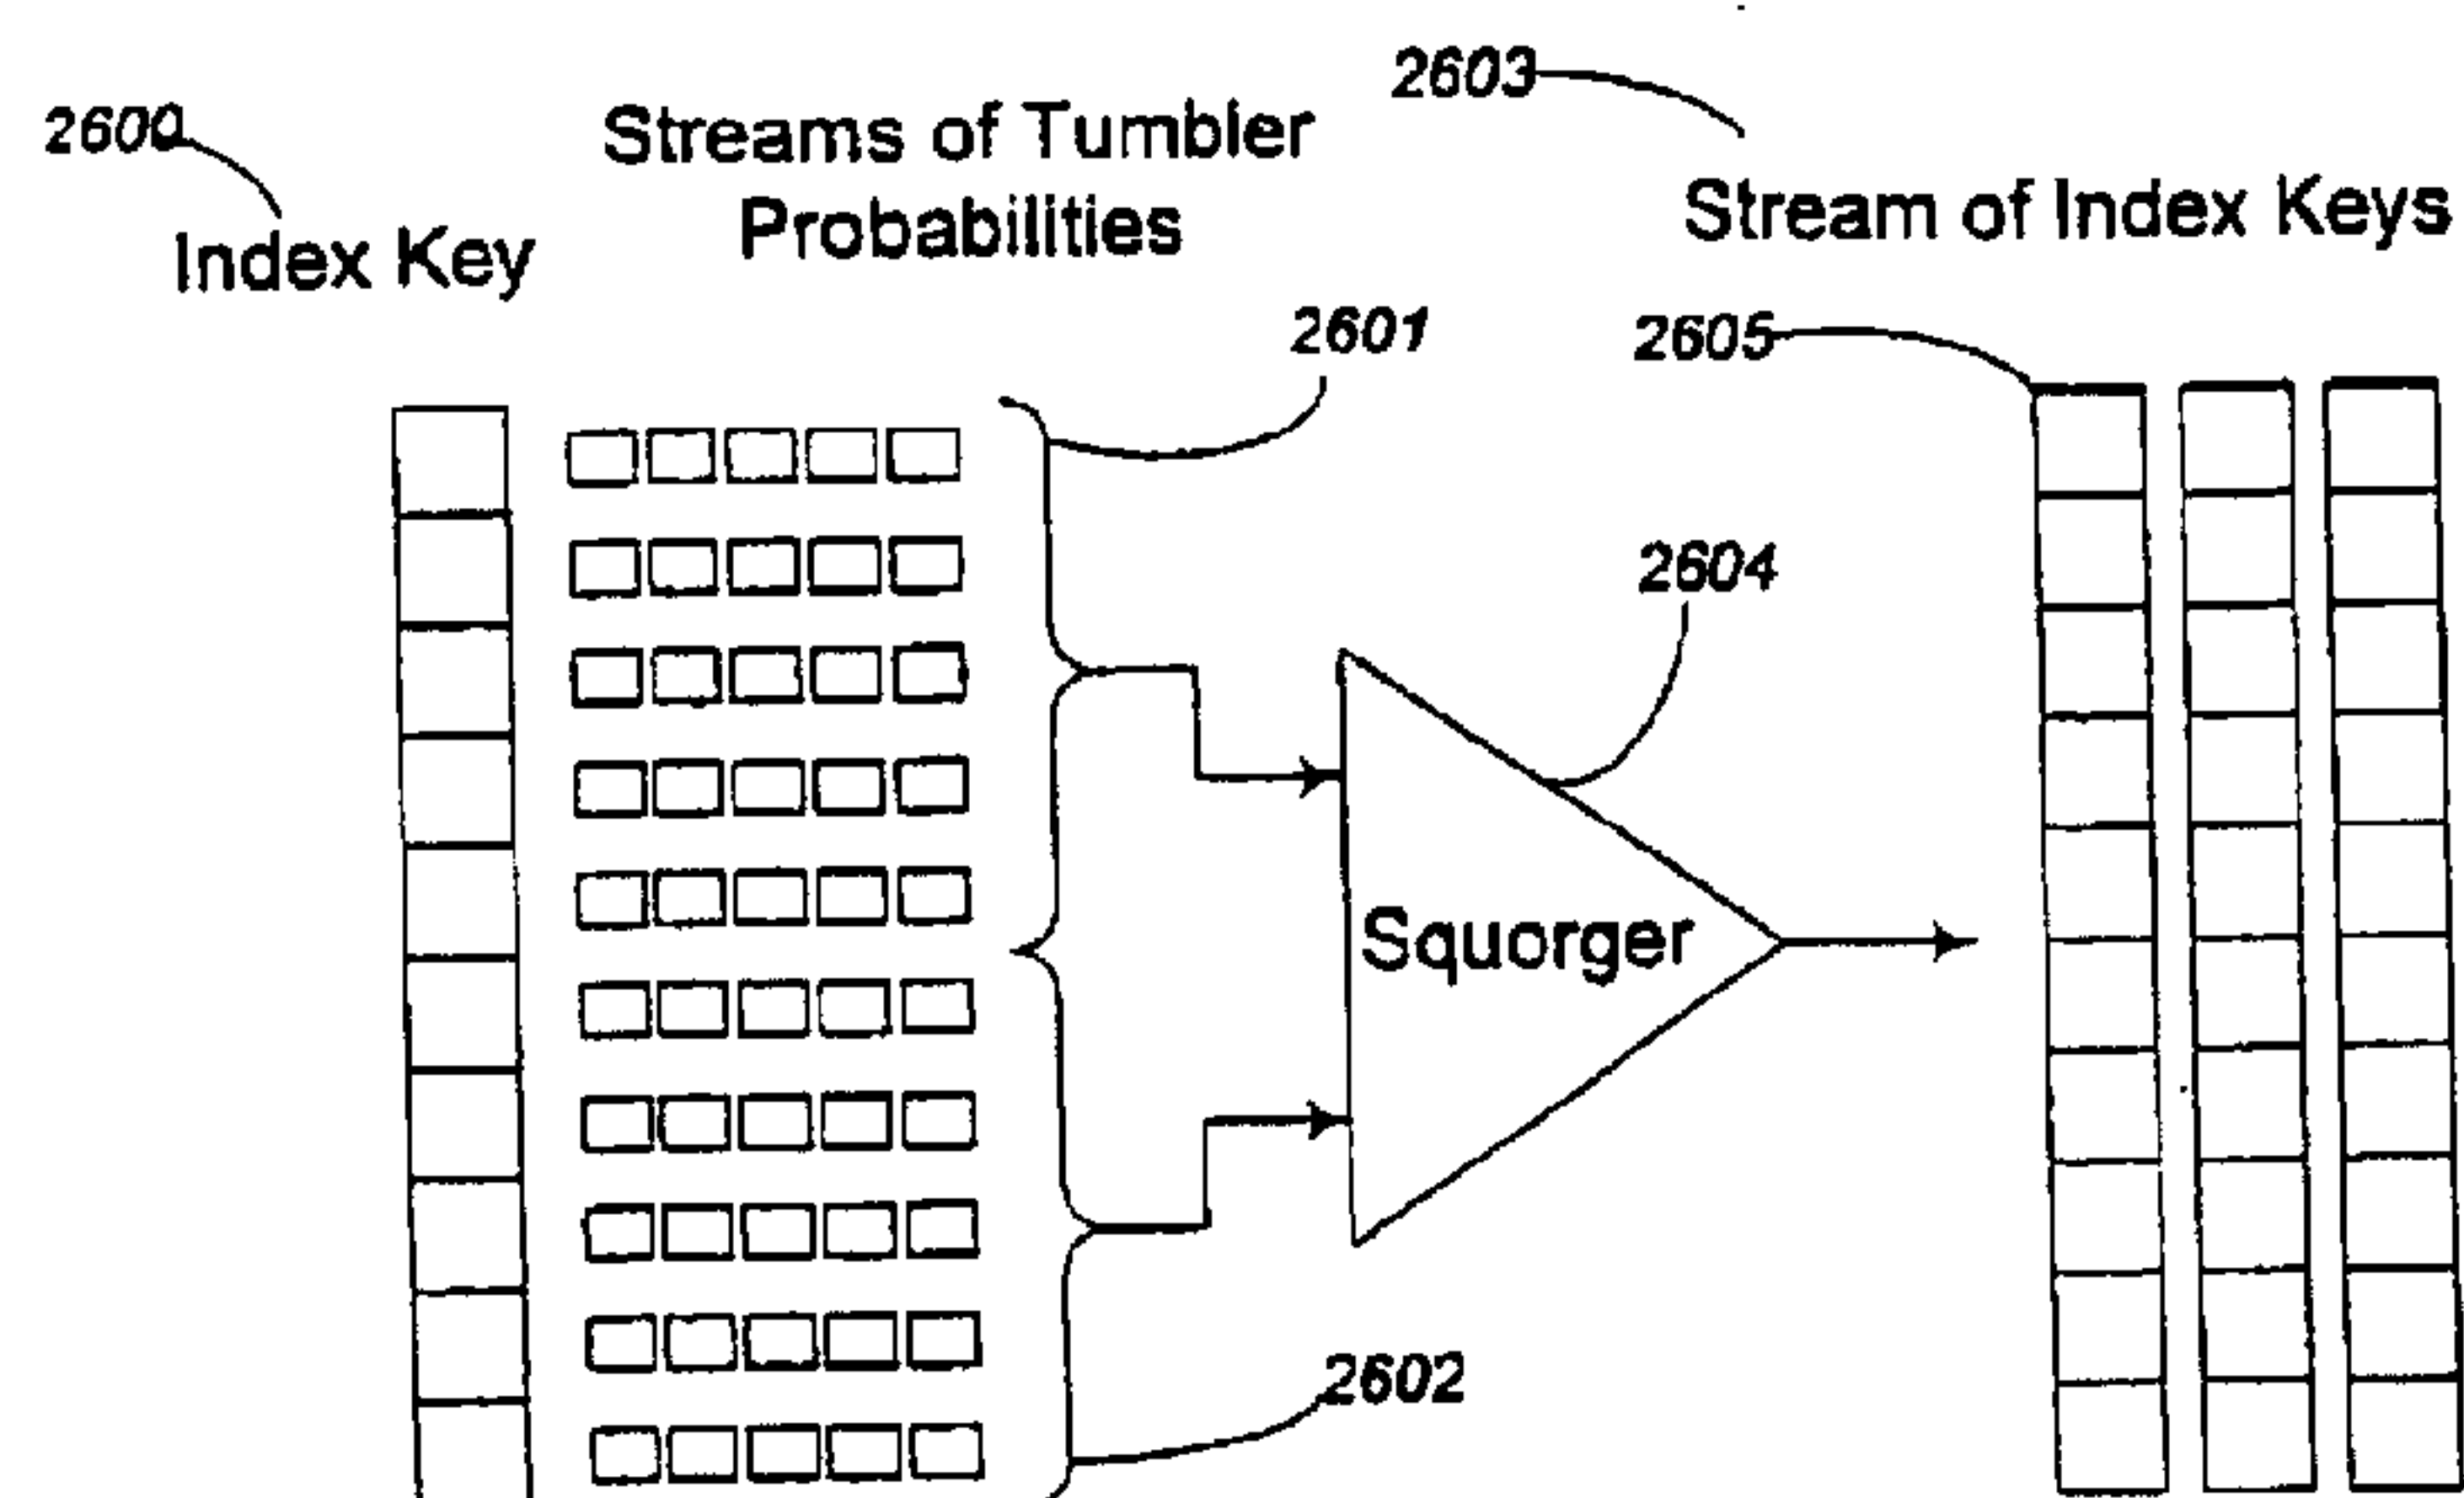 2600
Index Key
Streams of Tumbler
Probabilities
2603
Stream of Index Keys
2601
2605
2604
Squorger
2602